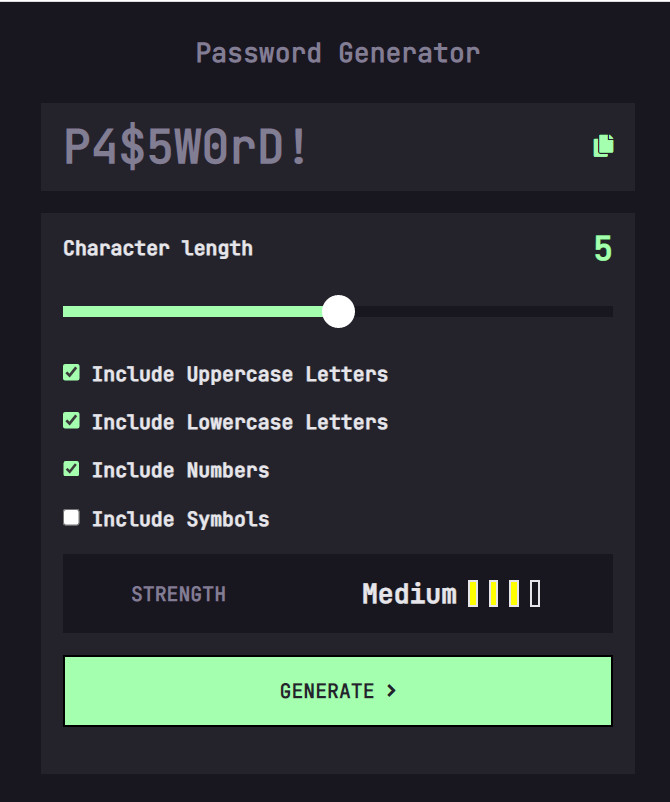 Password Generator
P4$5W0rD!
Character length
5
Include Uppercase Letters
Include Lowercase Letters
Include Numbers
Include Symbols
STRENGTH
Medium
GENERATE >